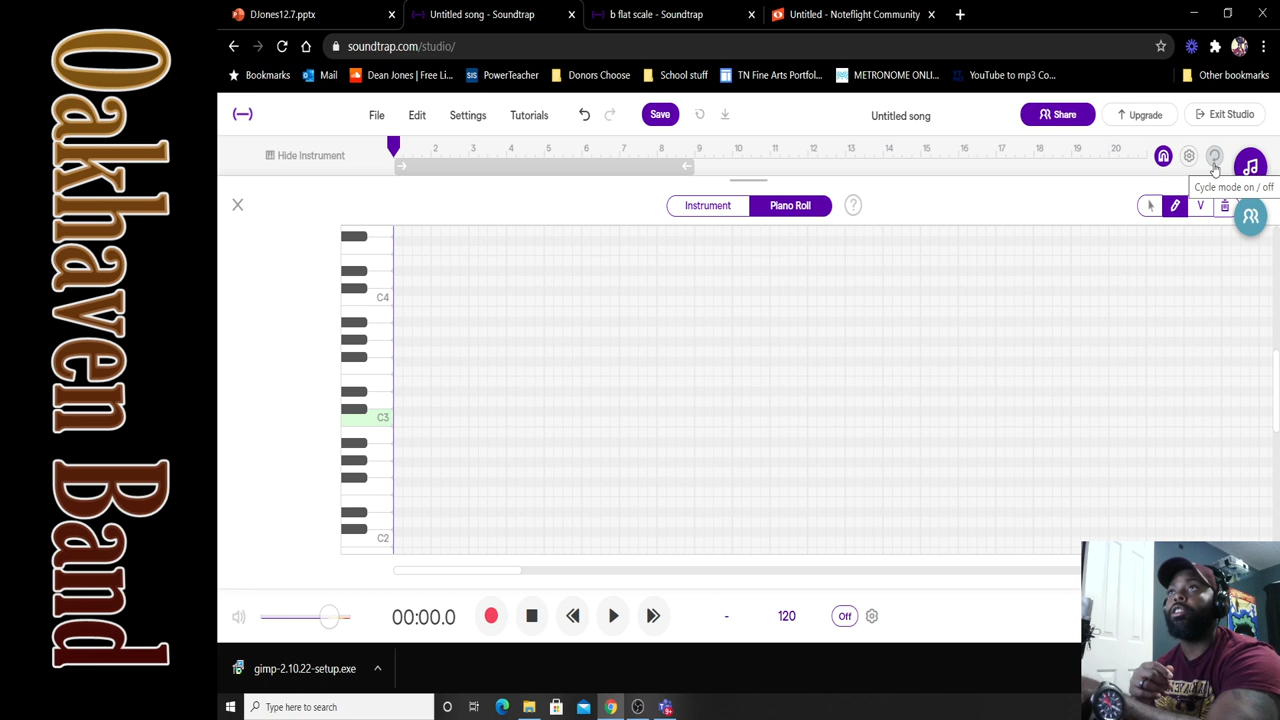 Oakhaven Band
DJones12.7.pptx
Untitled song - Soundtrap
b flat scale - Soundtrap
Untitled - Noteflight Community
soundtrap.com/studio/
Bookmarks
Mail
Dean Jones | Free Li...
SIS
PowerTeacher
Donors Choose
School stuff
TN Fine Arts Portfol...
METRONOME ONLI...
YouTube to mp3 Co...
Other bookmarks
File
Edit
Settings
Tutorials
Save
Untitled song
Share
Upgrade
Exit Studio
Hide Instrument
2 3 4 5 6 7 8 9 10 11 12 13 14 15 16 17 18 19 20
Cycle mode on / off
Instrument
Piano Roll
?
V
C4
C3
C2
00:00.0
-
120
Off
gimp-2.10.22-setup.exe
Type here to search